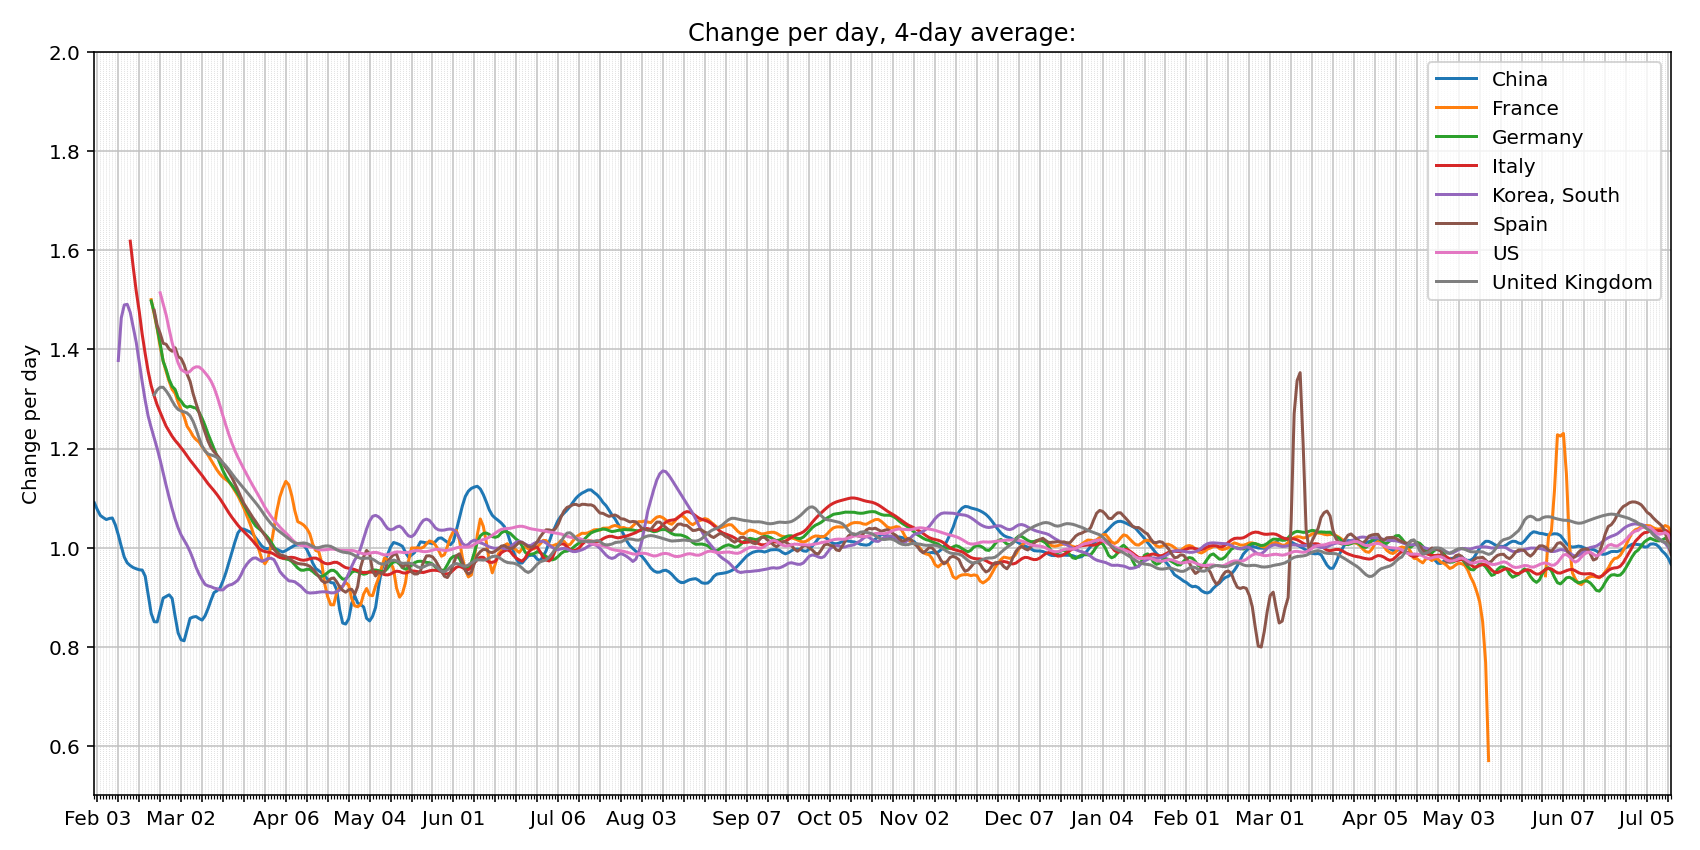 Change per day, 4-day average:
2.0
1.8
1.6
1.4
1.2
1.0
0.8
0.6
Change per day
China
France
Germany
Italy
Korea, South
Spain
US
United Kingdom
Feb 03 Mar 02 Apr 06 May 04 Jun 01 Jul 06 Aug 03 Sep 07 Oct 05 Nov 02 Dec 07 Jan 04 Feb 01 Mar 01 Apr 05 May 03 Jun 07 Jul 05